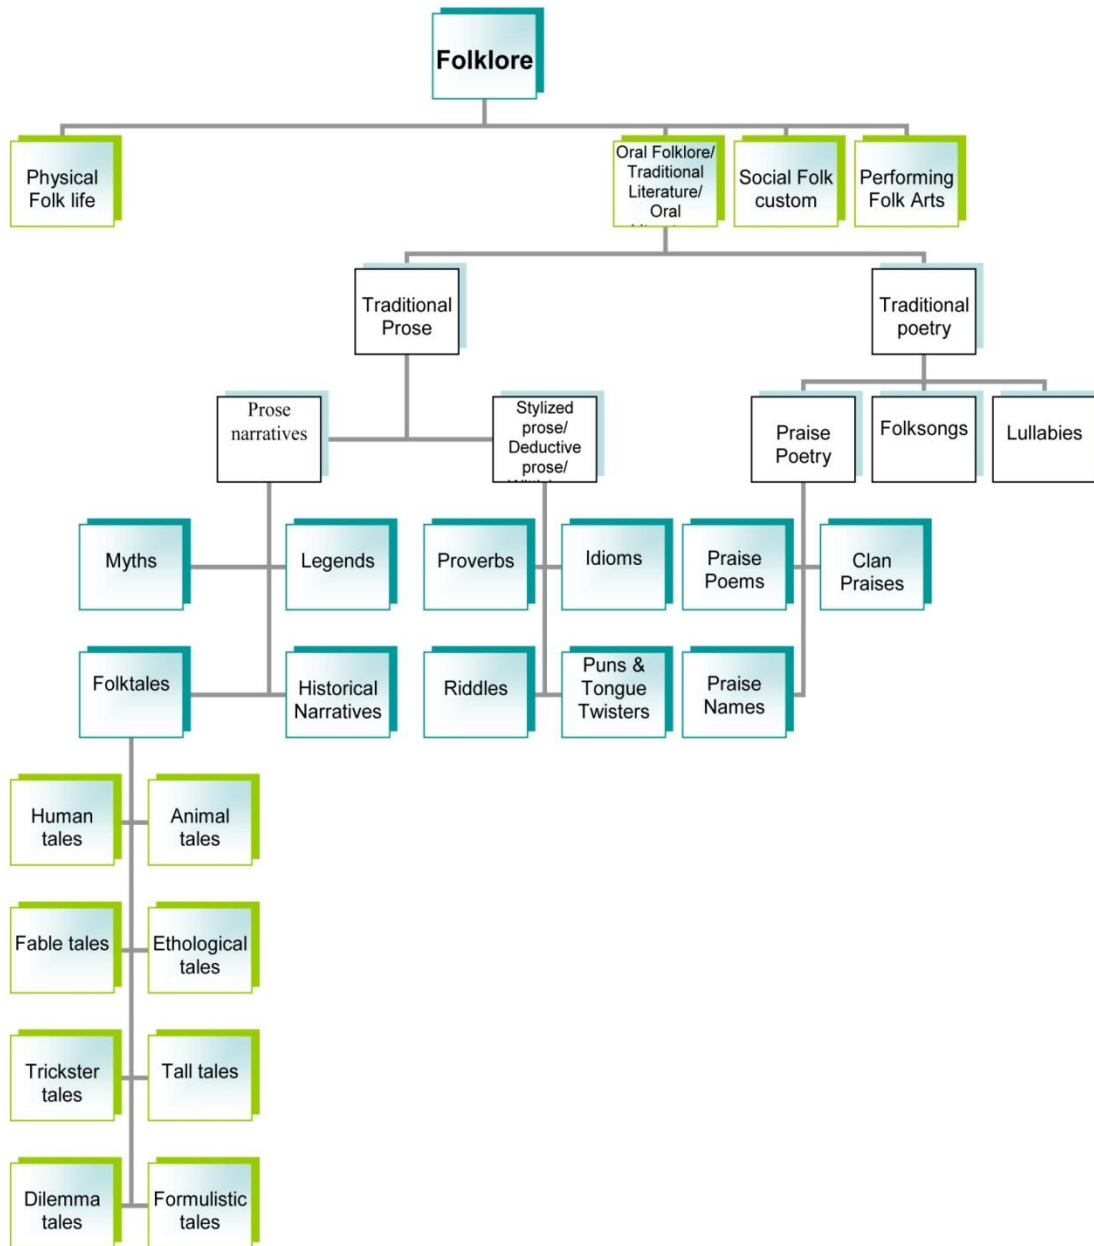 Folklore
Physical
Folk life
Oral Folklore/
Traditional
Literature/
Oral
Social Folk
custom
Performing
Folk Arts
Traditional
Prose
Traditional
poetry
Prose
narratives
Stylized
prose/
Deductive
prose/
Praise
Poetry
Folksongs
Lullabies
Myths
Legends
Proverbs
Idioms
Praise
Poems
Clan
Praises
Folktales
Historical
Narratives
Riddles
Puns &
Tongue
Twisters
Praise
Names
Human
tales
Animal
tales
Fable tales
Ethological
tales
Trickster
tales
Tall tales
Dilemma
tales
Formulistic
tales